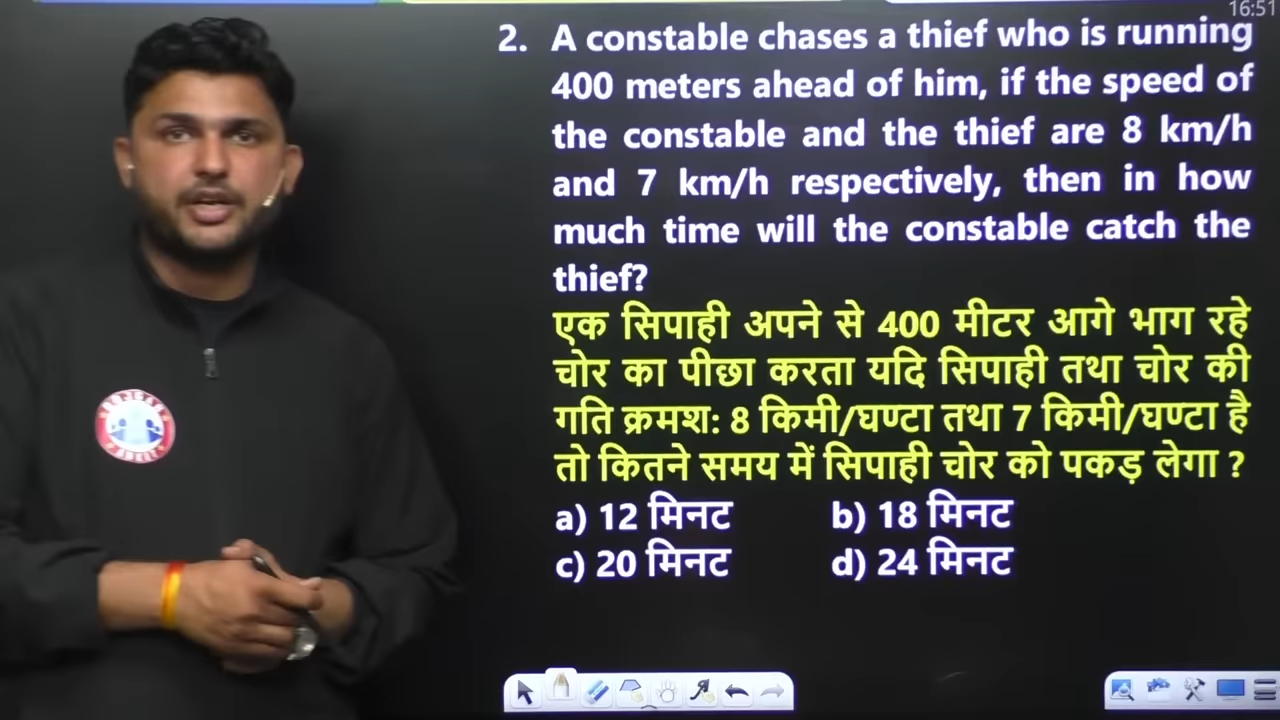 16:51
2. A constable chases a thief who is running
400 meters ahead of him, if the speed of
the constable and the thief are 8 km/h
and 7 km/h respectively, then in how
much time will the constable catch the
thief?
एक सिपाही अपने से 400 मीटर आगे भाग रहे
चोर का पीछा करता यदि सिपाही तथा चोर की
गति क्रमश: 8 किमी/घण्टा तथा 7 किमी/घण्टा है
तो कितने समय में सिपाही चोर को पकड़ लेगा ?
a) 12 मिनट b) 18 मिनट
c) 20 मिनट d) 24 मिनट